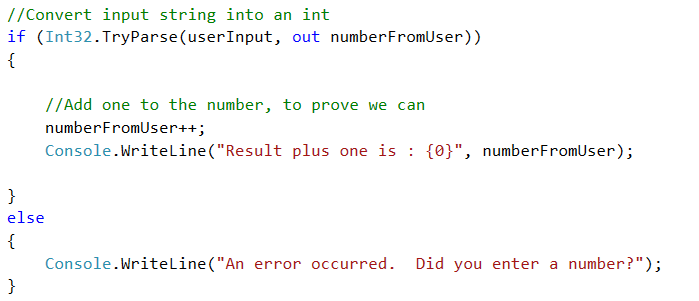 //Convert input string into an int
if (Int32.TryParse(userInput, out numberFromUser))
{
//Add one to the number, to prove we can
numberFromUser++;
Console.WriteLine("Result plus one is : {0}", numberFromUser);
}
else
{
Console.WriteLine("An error occurred.  Did you enter a number?");
}